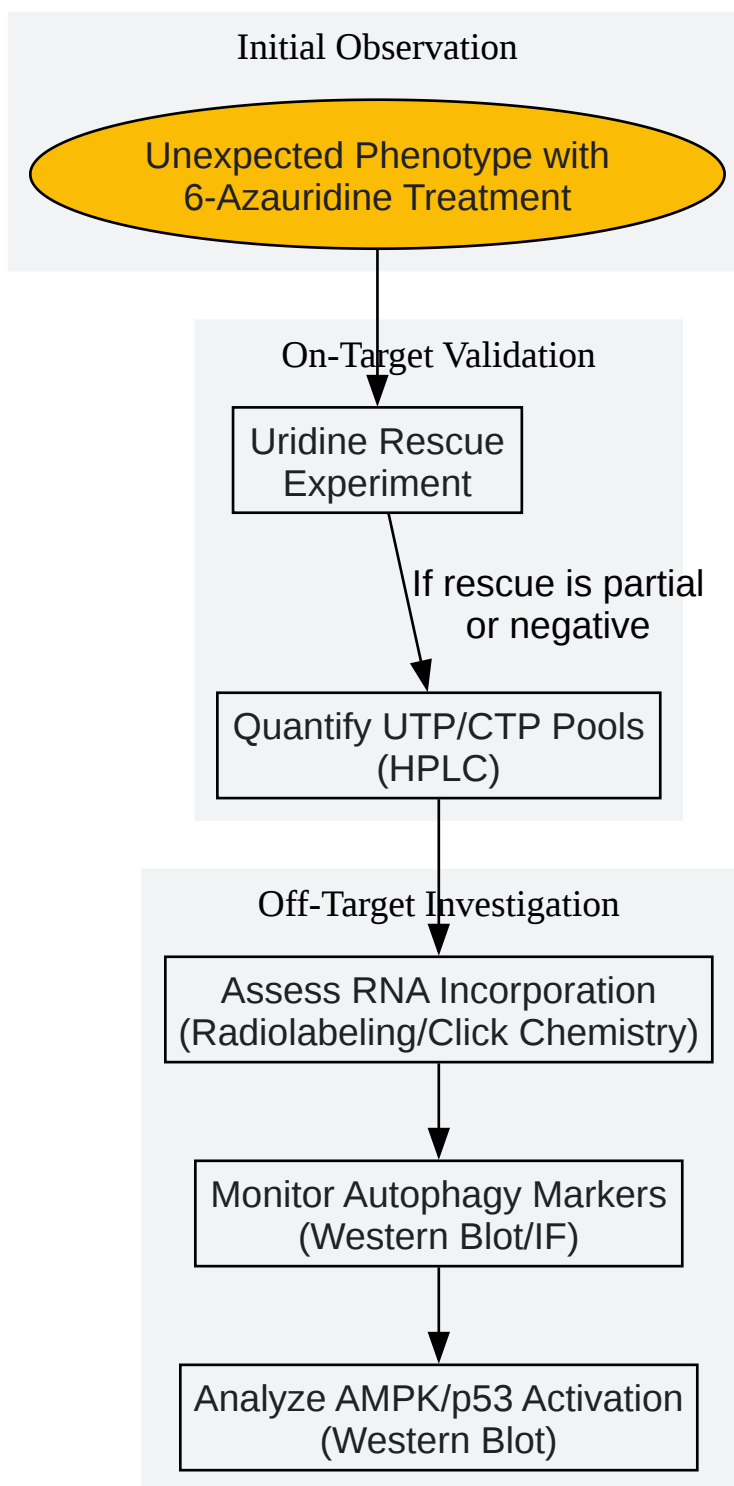 Initial Observation
Unexpected Phenotype with
6-Azauridine Treatment
On-Target Validation
Uridine Rescue
Experiment
If rescue is partial
or negative
Quantify UTP/CTP Pools
(HPLC)
Off-Target Investigation
Assess RNA Incorporation
(Radiolabeling/Click Chemistry)
Monitor Autophagy Markers
(Western Blot/IF)
Analyze AMPK/p53 Activation
(Western Blot)